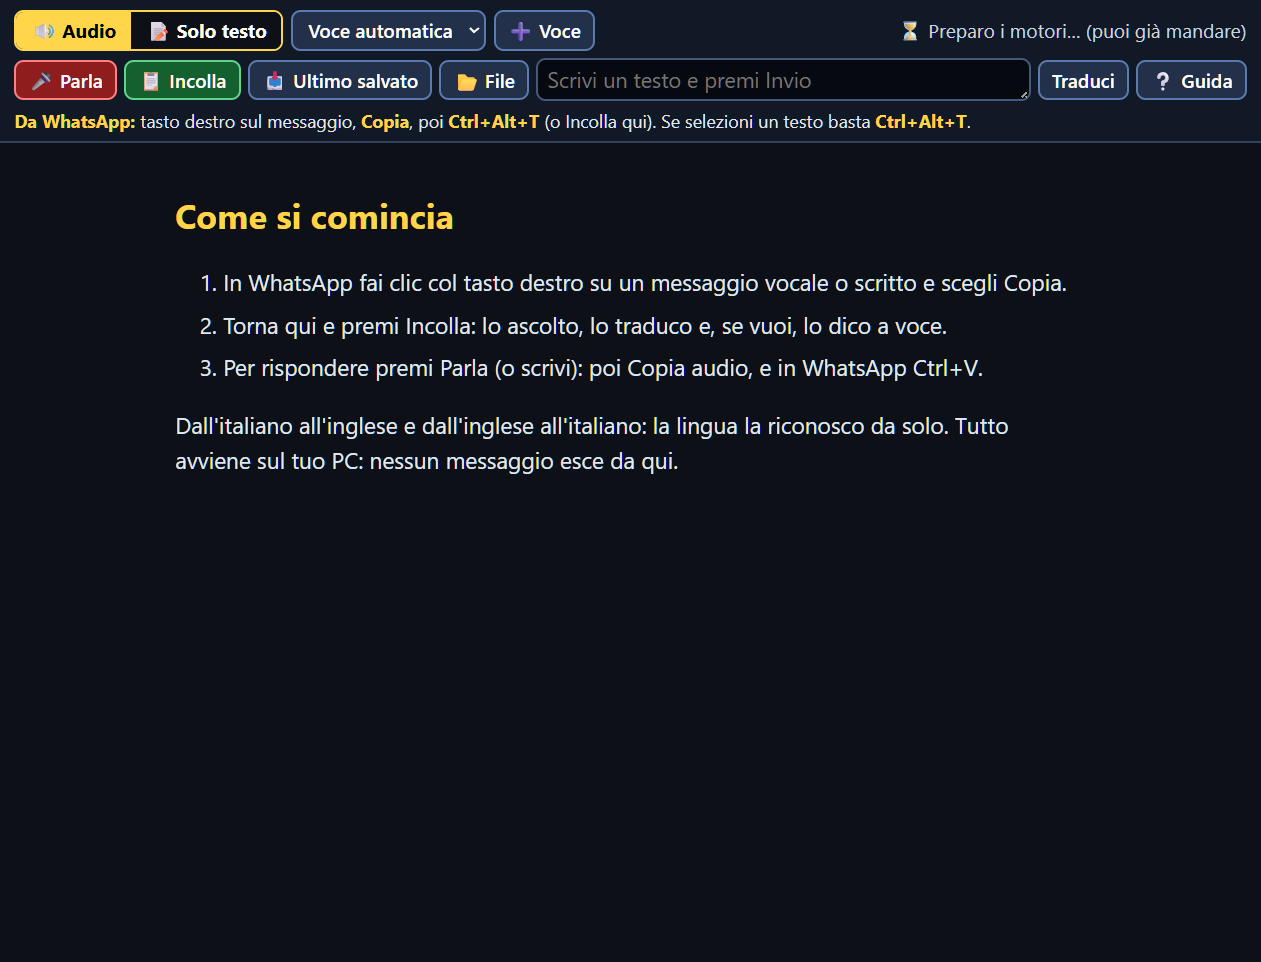 Audio Solo testo Voce automatica Voce Preparo i motori... (puoi già mandare)
Parla Incolla Ultimo salvato File Scrivi un testo e premi Invio Traduci ? Guida
Da WhatsApp: tasto destro sul messaggio, Copia, poi Ctrl+Alt+T (o Incolla qui). Se selezioni un testo basta Ctrl+Alt+T.
Come si comincia
1. In WhatsApp fai clic col tasto destro su un messaggio vocale o scritto e scegli Copia.
2. Torna qui e premi Incolla: lo ascolto, lo traduco e, se vuoi, lo dico a voce.
3. Per rispondere premi Parla (o scrivi): poi Copia audio, e in WhatsApp Ctrl+V.
Dall'italiano all'inglese e dall'inglese all'italiano: la lingua la riconosco da solo. Tutto
avviene sul tuo PC: nessun messaggio esce da qui.